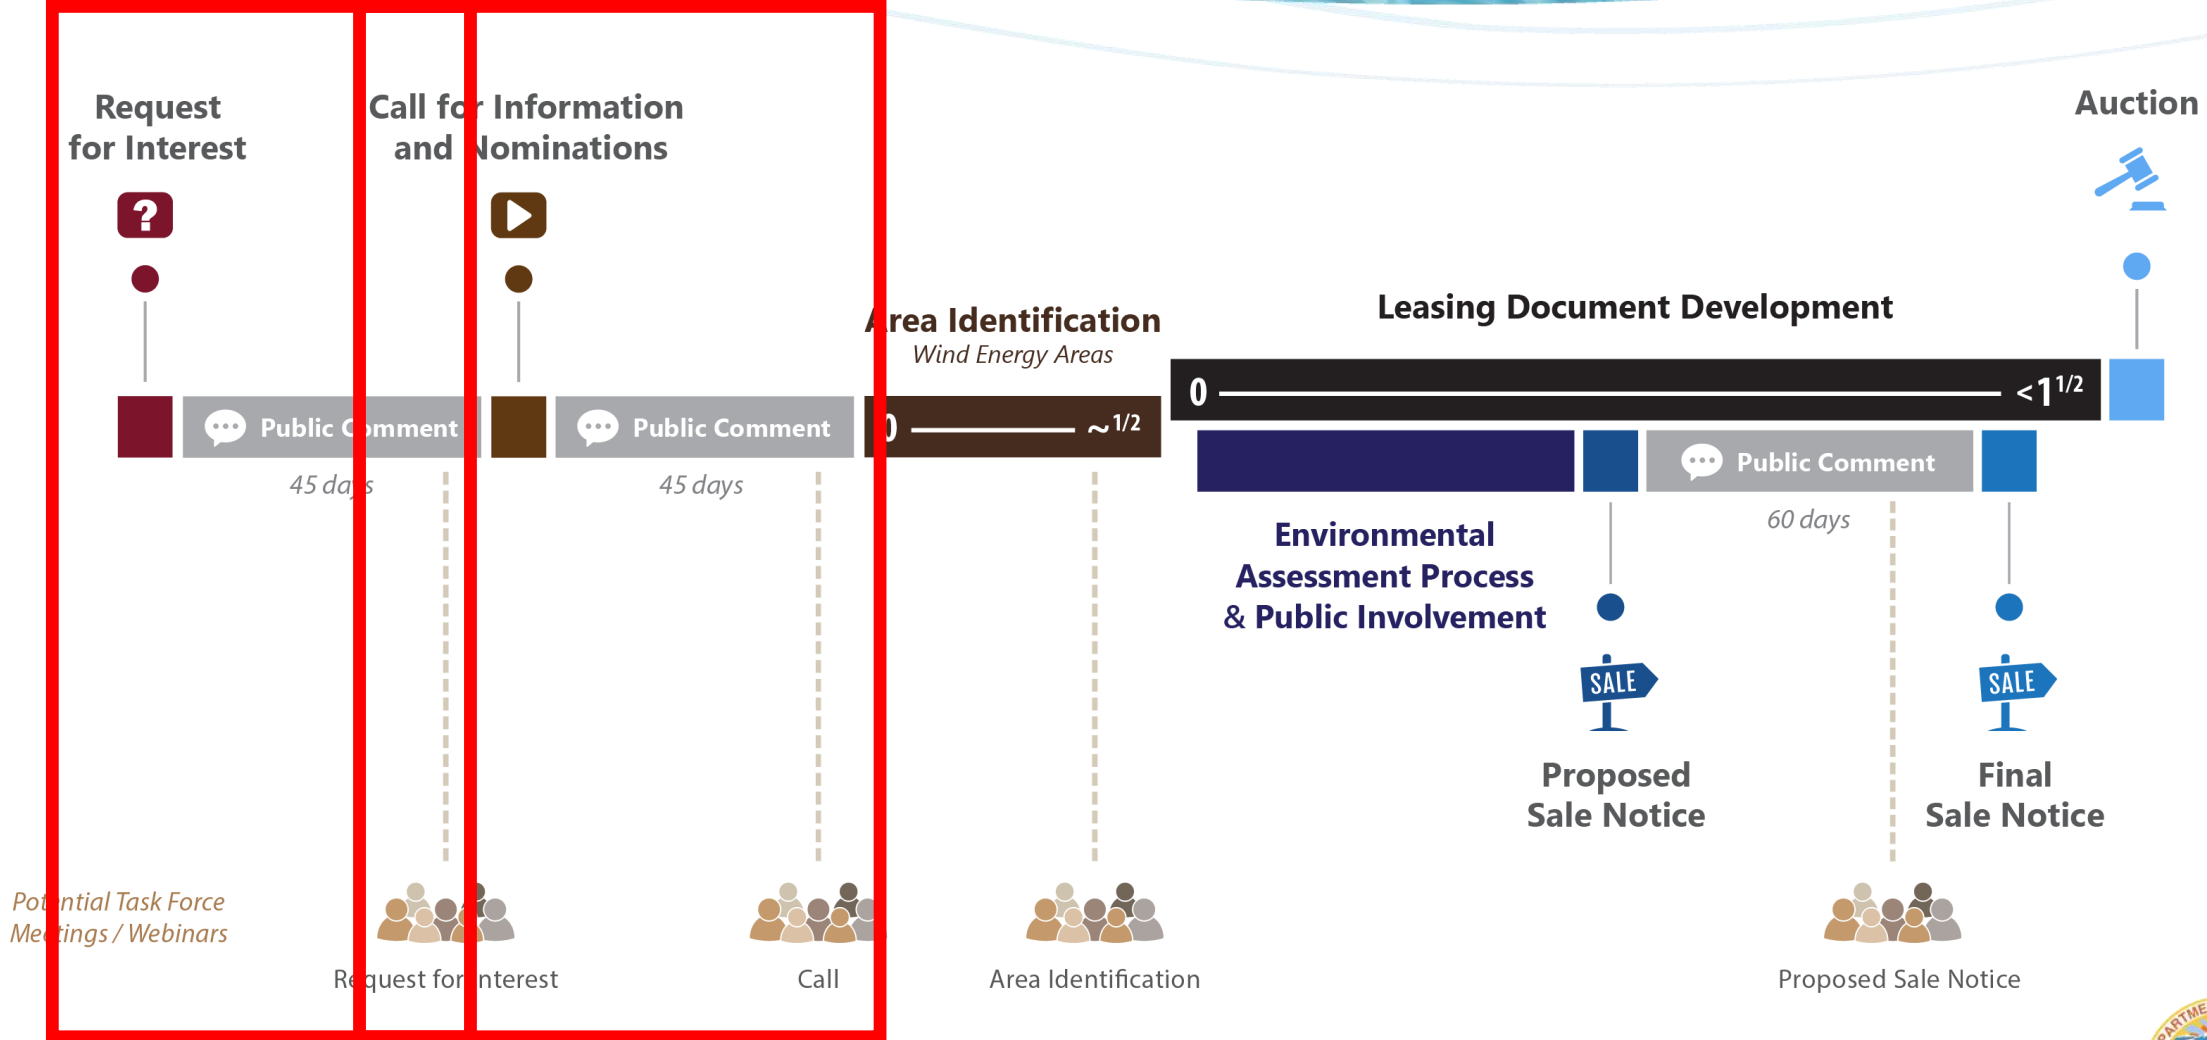 Request
for Interest
Call for Information
and Nominations
Auction
?
Area Identification
Wind Energy Areas
Leasing Document Development
Public Comment
45 days
Public Comment
45 days
0 ~1/2
0 <1 1/2
Public Comment
60 days
Environmental
Assessment Process
& Public Involvement
SALE
Proposed
Sale Notice
SALE
Final
Sale Notice
Potential Task Force
Meetings / Webinars
Request for Interest
Call
Area Identification
Proposed Sale Notice